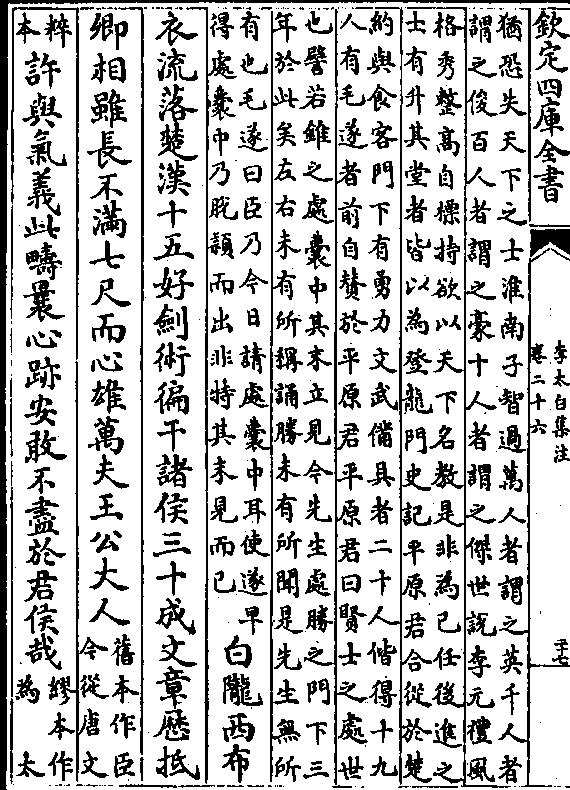 欽定四庫全書
李太白集注
卷二十六
二十七
猶恐失天下之士淮南子智過萬人者謂之英千人者
謂之俊百人者謂之豪十人者謂之傑世說李元禮風
格秀整高自標持欲以天下名教是非為已任後進之
士有升其堂者皆以為登龍門史記平原君合從於楚
約與食客門下有勇力文武備具者二十人偕得十九
人有毛遂者前自贊於平原君平原君曰賢士之處世
也譬若錐之處囊中其末立見今先生處勝之門下三
年於此矣左右未有所稱誦勝未有所聞是先生無所
有也毛遂曰臣乃今日請處囊中耳使遂早
得處囊中乃脫穎而出非特其末見而已
白隴西布
衣流落楚漢十五好劍術徧干諸侯三十成文章歷抵
卿相雖長不滿七尺而心雄萬夫王公大人
舊本作臣
今從唐文
粹
本
許與氣義此疇曩心跡安敢不盡於君侯哉
繆本作
為太